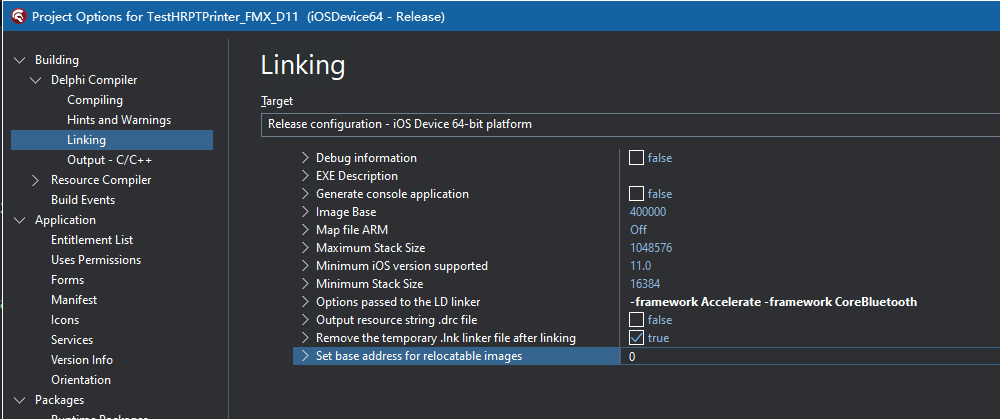 Project Options for TestHRPTPrinter_FMX_D11 (iOSDevice64 - Release)
Building
Delphi Compiler
Compiling
Hints and Warnings
Linking
Output - C/C++
Resource Compiler
Build Events
Application
Entitlement List
Uses Permissions
Forms
Manifest
Icons
Services
Version Info
Orientation
Packages
Linking
Target
Release configuration - iOS Device 64-bit platform
Debug information false
EXE Description
Generate console application false
Image Base 400000
Map file ARM Off
Maximum Stack Size 1048576
Minimum iOS version supported 11.0
Minimum Stack Size 16384
Options passed to the LD linker -framework Accelerate -framework CoreBluetooth
Output resource string .drc file false
Remove the temporary .lnk linker file after linking true
Set base address for relocatable images 0